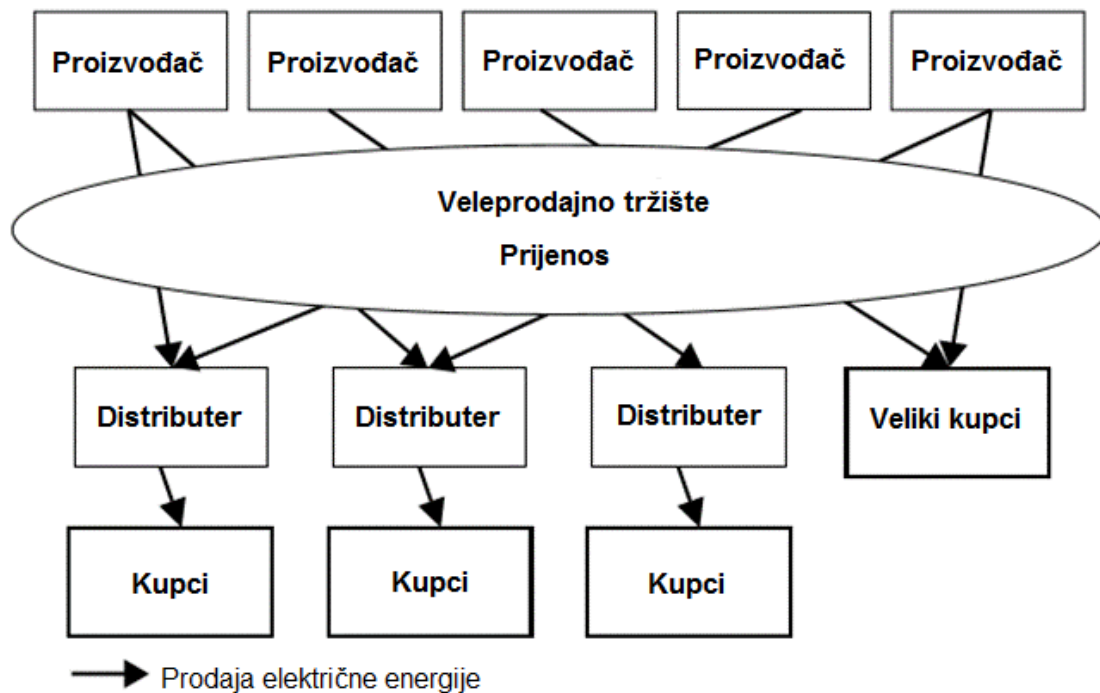 Proizvođač
Proizvođač
Proizvođač
Proizvođač
Proizvođač
Veleprodajno tržište
Prijenos
Distributer
Distributer
Distributer
Veliki kupci
Kupci
Kupci
Kupci
Prodaja električne energije